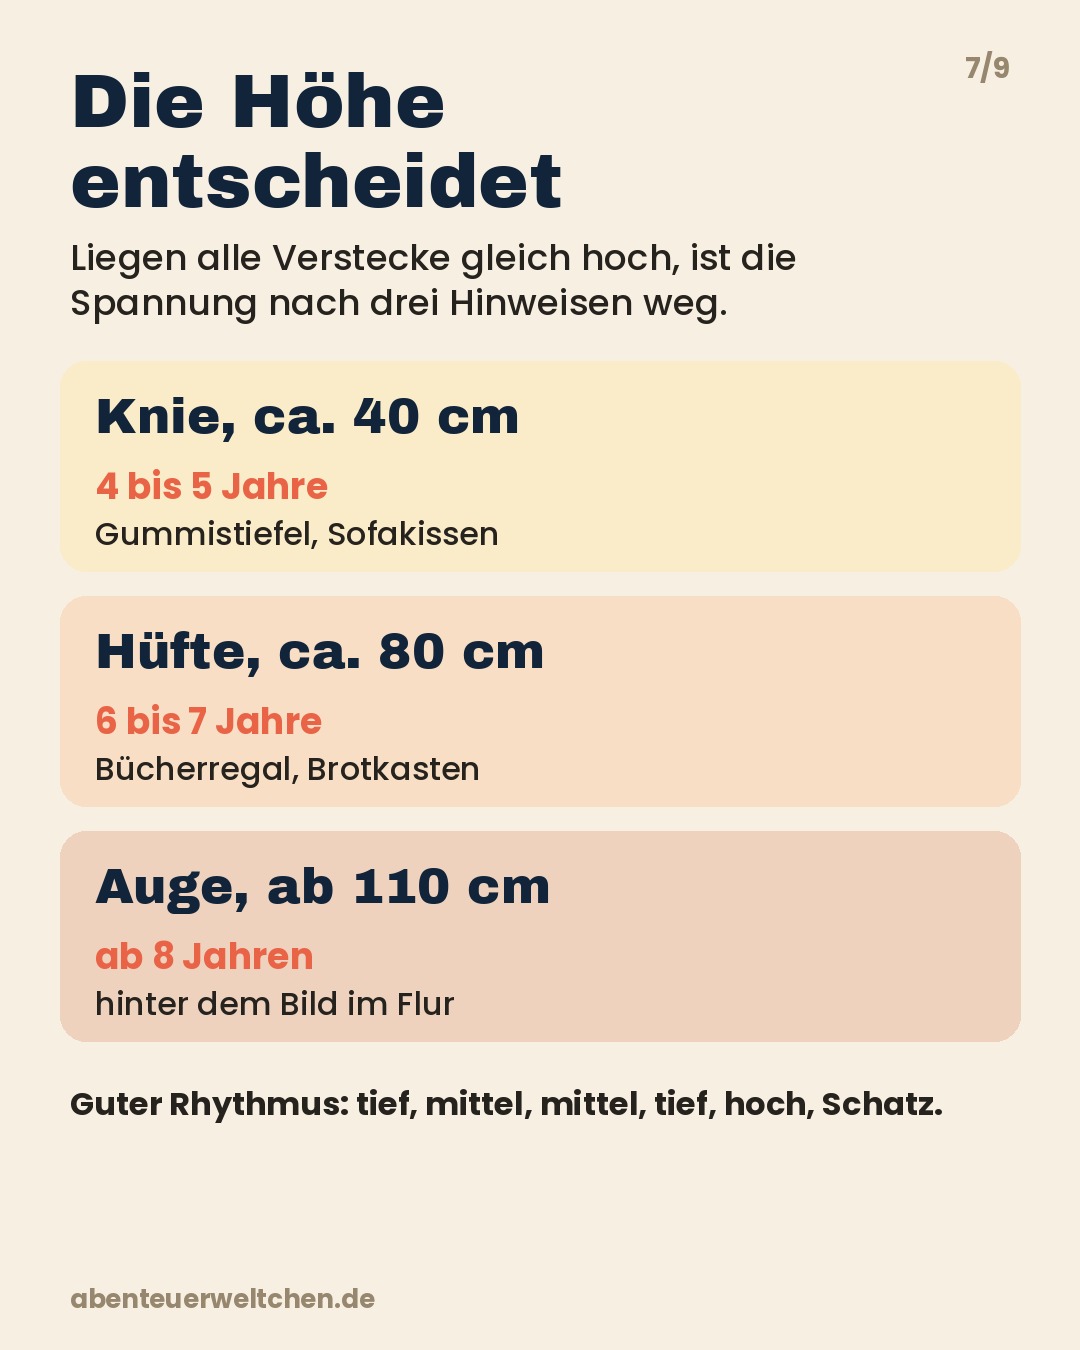 7/9
Die Höhe
entscheidet
Liegen alle Verstecke gleich hoch, ist die
Spannung nach drei Hinweisen weg.
Knie, ca. 40 cm
4 bis 5 Jahre
Gummistiefel, Sofakissen
Hüfte, ca. 80 cm
6 bis 7 Jahre
Bücherregal, Brotkasten
Auge, ab 110 cm
ab 8 Jahren
hinter dem Bild im Flur
Guter Rhythmus: tief, mittel, mittel, tief, hoch, Schatz.
abenteuerweltchen.de